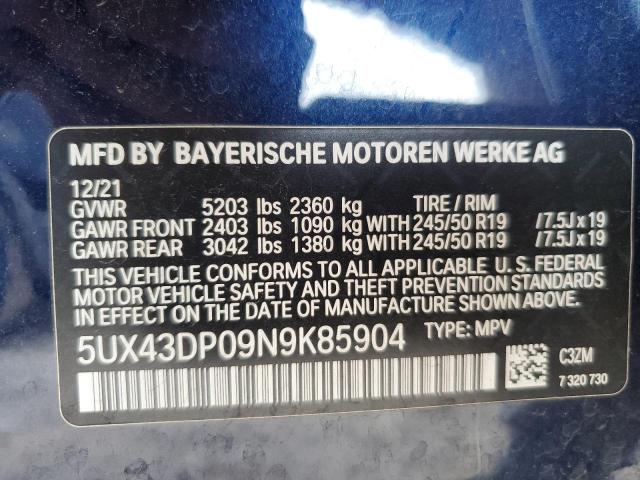 MFD BY BAYERISCHE MOTOREN WERKE AG
12/21
GVWR 5203 lbs 2360 kg TIRE / RIM
GAWR FRONT 2403 lbs 1090 kg WITH 245/50 R19 / 7.5J x 19
GAWR REAR 3042 lbs 1380 kg WITH 245/50 R19 / 7.5J x 19
THIS VEHICLE CONFORMS TO ALL APPLICABLE U. S. FEDERAL
MOTOR VEHICLE SAFETY AND THEFT PREVENTION STANDARDS
IN EFFECT ON THE DATE OF MANUFACTURE SHOWN ABOVE.
5UX43DP09N9K85904 TYPE: MPV
C3ZM
7 320 730